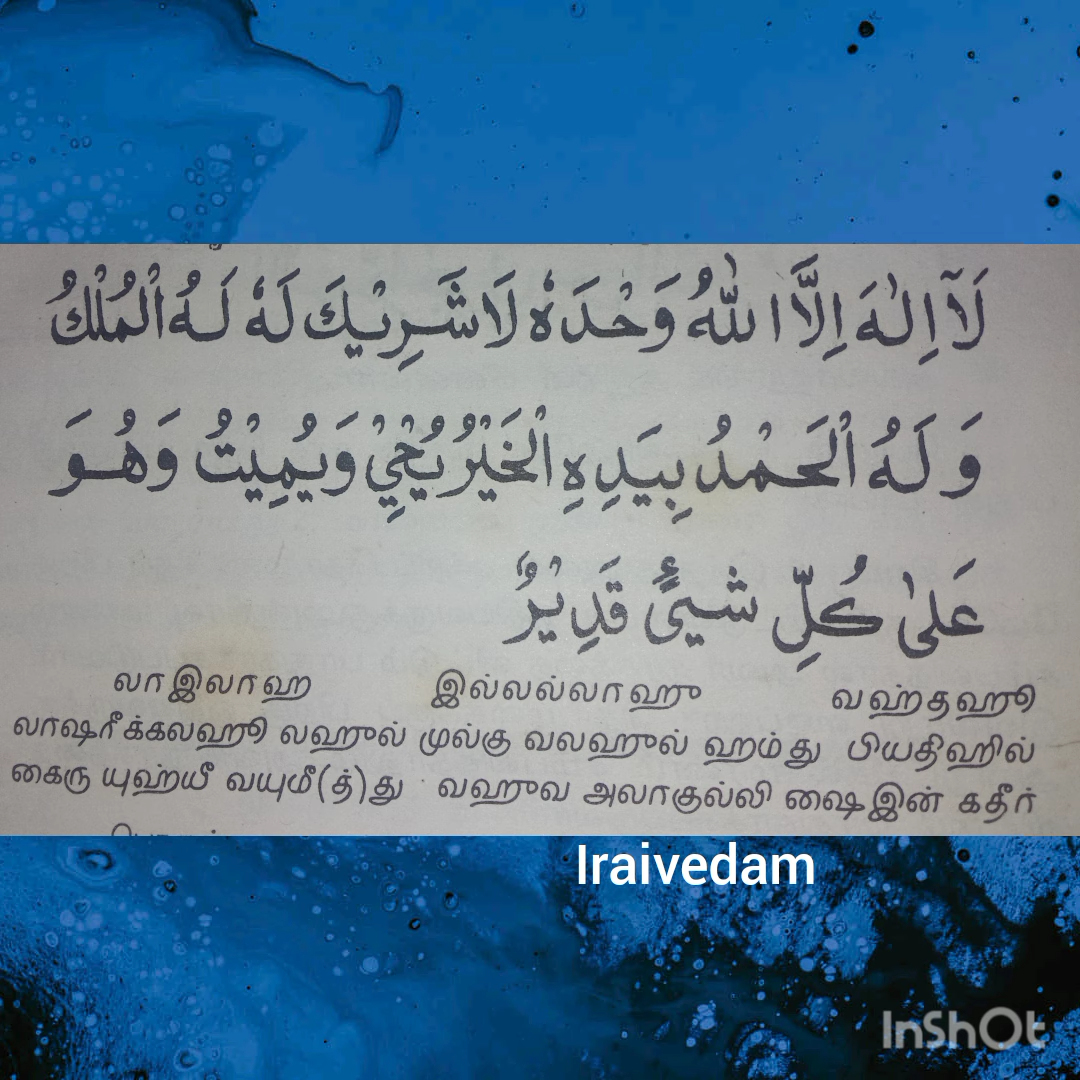 لَآ اِلٰهَ اِلَّا اللّٰهُ وَحْدَهٗ لَا شَرِيْكَ لَهٗ لَهُ الْمُلْكُ
وَلَهُ الْحَمْدُ بِيَدِهِ الْخَيْرُ يُحْيِيْ وَيُمِيْتُ وَهُوَ
عَلٰى كُلِّ شَيْئٍ قَدِيْرٌ
லாஇலாஹ இல்லல்லாஹு வஹ்தஹூ
லாஷரீக்கலஹூ லஹுல் முல்கு வலஹுல் ஹம்து பியதிஹில்
கைரு யுஹ்யீ வயுமீ(த்)து வஹுவ அலாகுல்லி ஷைஇன் கதீர்
Iraivedam
InShOt